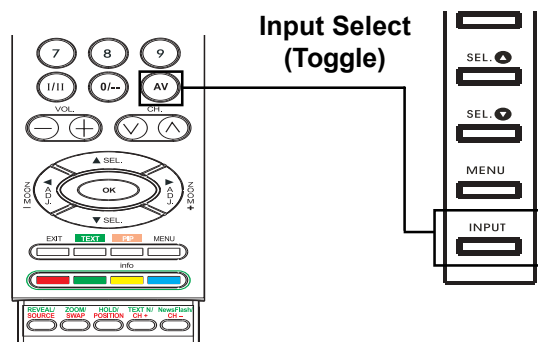 Input Select
(Toggle)
7 8 9
I/II 0/-- AV
VOL. CH.
▲ SEL.
ZOOM− ADJ. OK ADJ. ZOOM+
▼ SEL.
EXIT TEXT PIP MENU
info
REVEAL/ ZOOM/ HOLD/ TEXT N/ NewsFlash/
SOURCE SWAP POSITION CH + CH −
SEL.
SEL.
MENU
INPUT